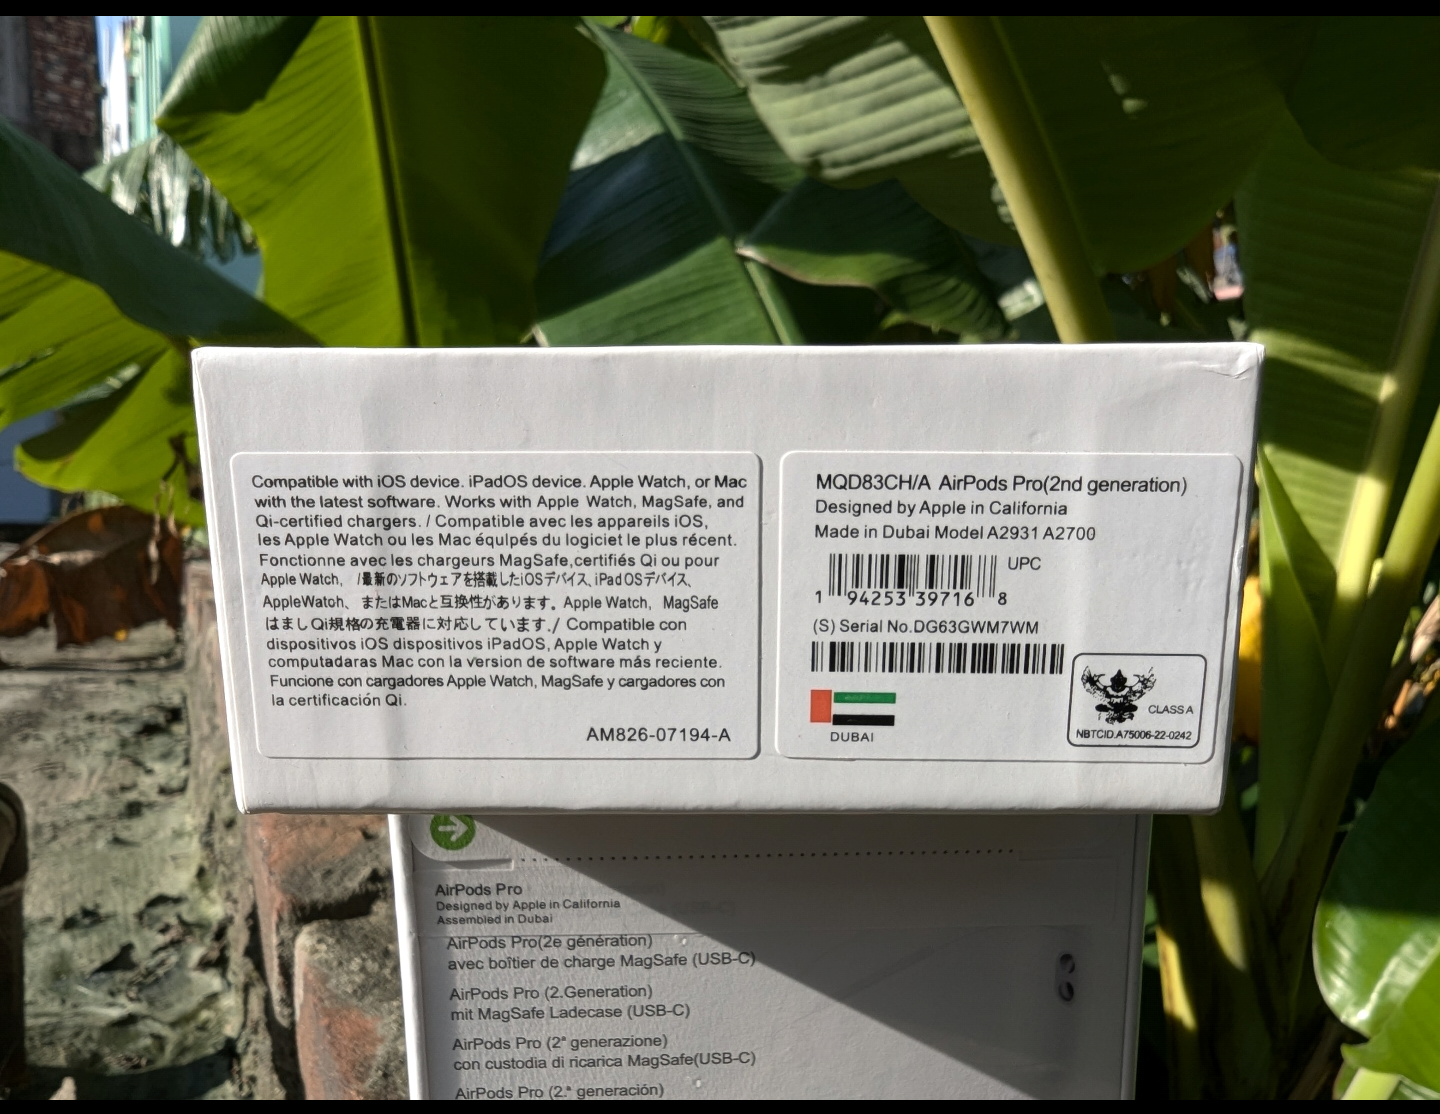 Compatible with iOS device. iPadOS device. Apple Watch, or Mac
with the latest software. Works with Apple Watch, MagSafe, and
Qi-certified chargers. / Compatible avec les appareils iOS,
les Apple Watch ou les Mac équlpés du logiciet le plus récent.
Fonctionne avec les chargeurs MagSafe,certifiés Qi ou pour
Apple Watch, /最新のソフトウェアを搭載したiOSデバイス, iPad OSデバイス、
AppleWatoh、 またはMacと互換性があります。Apple Watch, MagSafe
はましQi規格の充電器に対応しています./ Compatible con
dispositivos iOS dispositivos iPadOS, Apple Watch y
computadaras Mac con la version de software más reciente.
Funcione con cargadores Apple Watch, MagSafe y cargadores con
la certificación Qi.
AM826-07194-A
MQD83CH/A AirPods Pro(2nd generation)
Designed by Apple in California
Made in Dubai Model A2931 A2700
UPC
1 94253 39716 8
(S) Serial No.DG63GWM7WM
DUBAI
CLASS A
NBTCID.A75006-22-0242
AirPods Pro
Designed by Apple in California
Assembled in Dubai
AirPods Pro(2e génération)
avec boîtier de charge MagSafe (USB-C)
AirPods Pro (2.Generation)
mit MagSafe Ladecase (USB-C)
AirPods Pro (2ª generazione)
con custodia di ricarica MagSafe(USB-C)
AirPods Pro (2.ª generación)